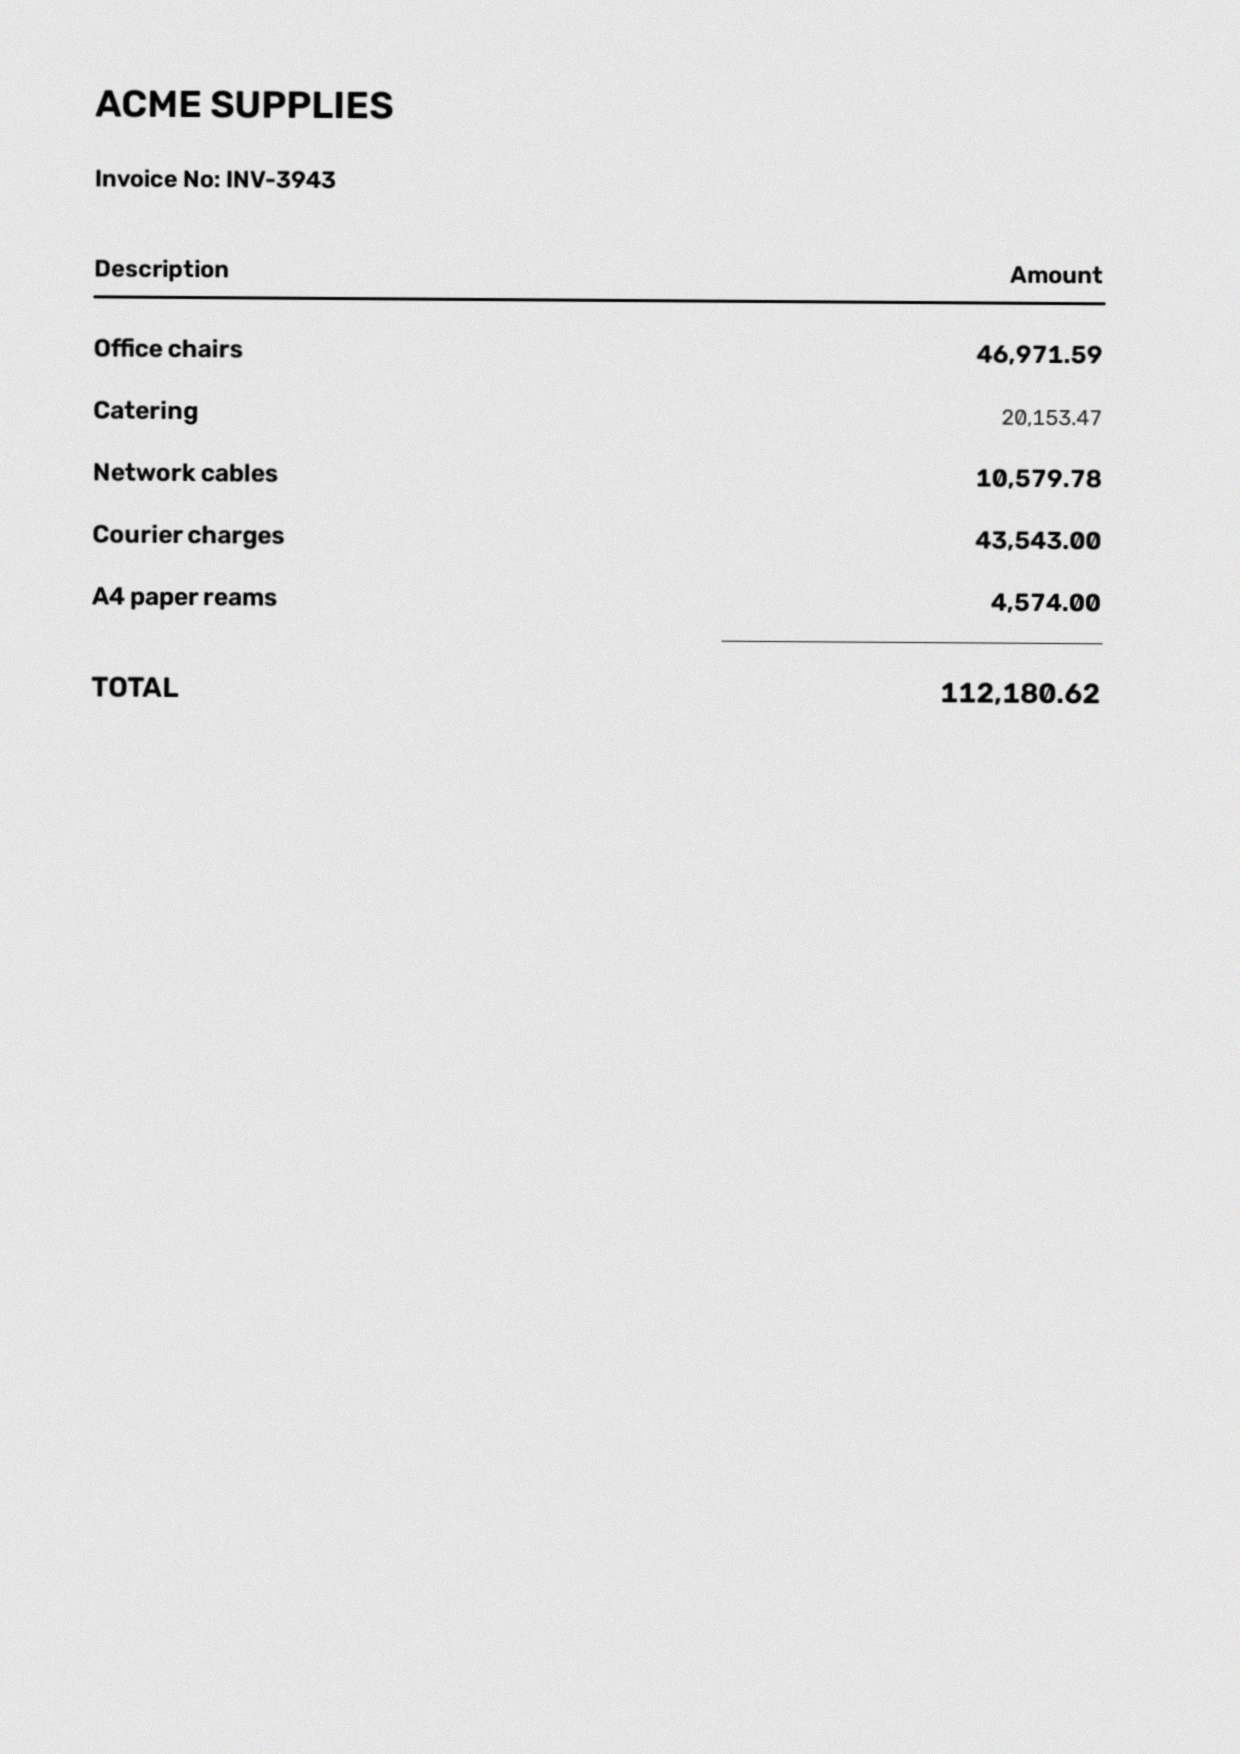 ACME SUPPLIES
Invoice No: INV-3943
Description Amount
Office chairs 46,971.59
Catering 20,153.47
Network cables 10,579.78
Courier charges 43,543.00
A4 paper reams 4,574.00
TOTAL 112,180.62